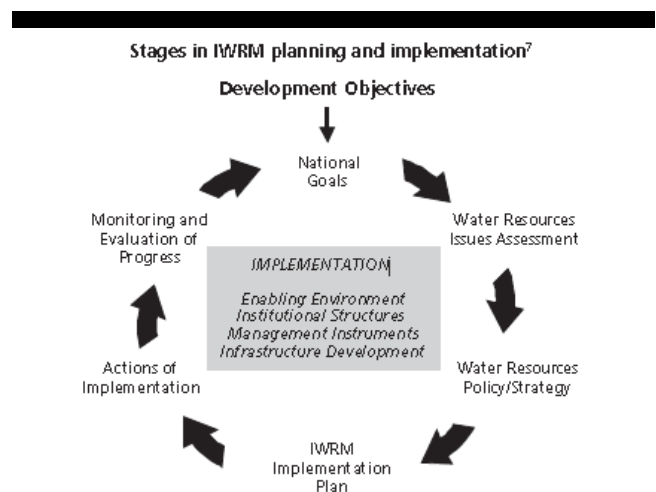 Stages in IWRM planning and implementation⁷
Development Objectives
National
Goals
Water Resources
Issues Assessment
Water Resources
Policy/Strategy
IWRM
Implementation
Plan
Actions of
Implementation
Monitoring and
Evaluation of
Progress
IMPLEMENTATION
Enabling Environment
Institutional Structures
Management Instruments
Infrastructure Development